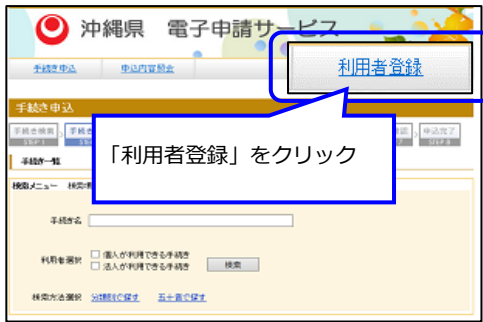 沖縄県 電子申請サービス
手続き申込 申込内容照会 利用者登録
手続き申込
手続き検索 STEP 1 申込完了 STEP 8
「利用者登録」をクリック
手続き一覧
検索メニュー
手続き名
利用者選択 個人が利用できる手続き
法人が利用できる手続き 検索
検索方法選択 分類別で探す 五十音で探す